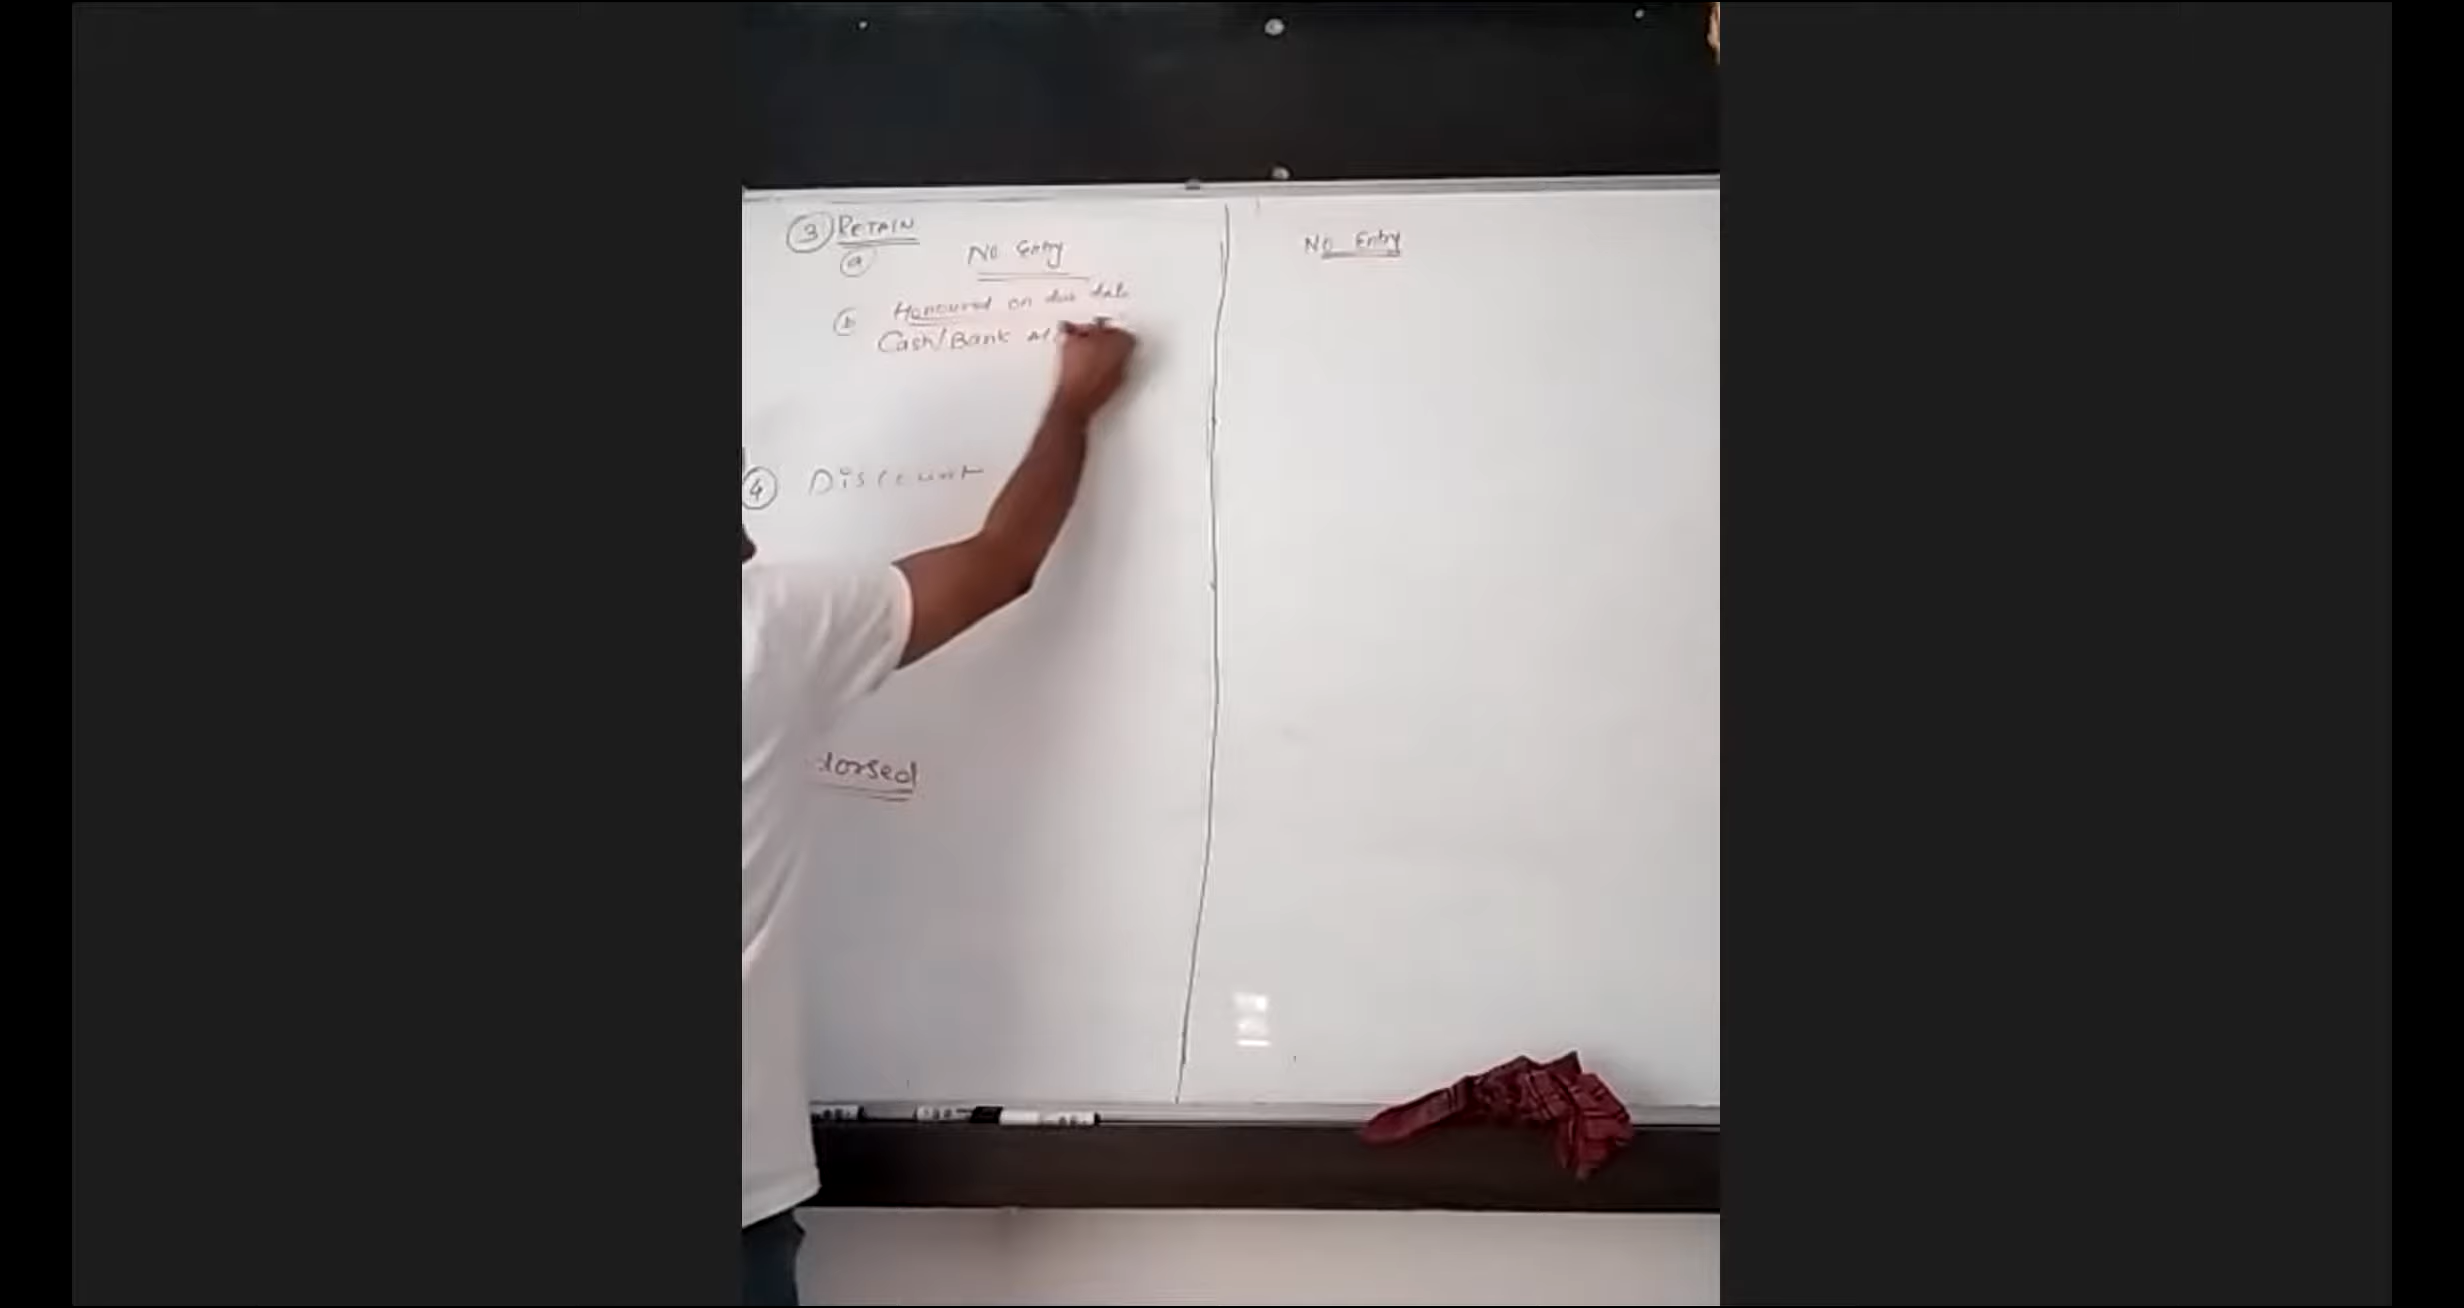 3 RETAIN
a No Entry
b Honoured on due date
Cash/Bank A/
4 Discount
dorsed
No Entry